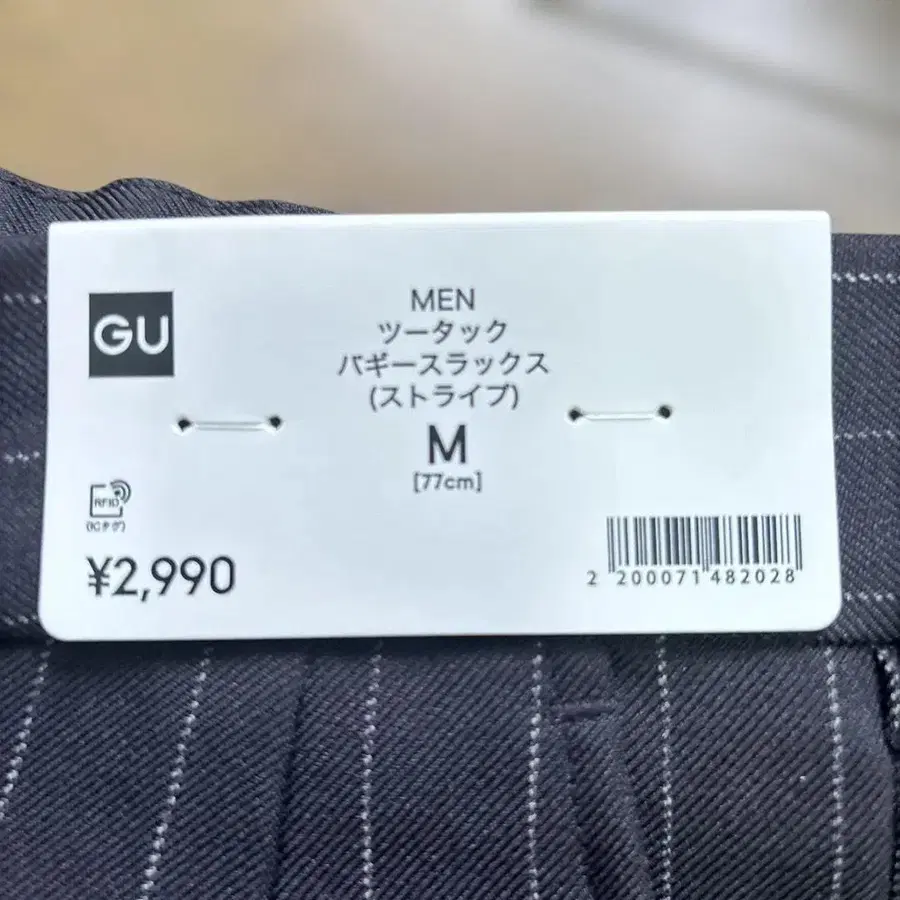 GU
MEN
ツータック
バギースラックス
(ストライプ)
M
[77cm]
RFID
(ICタグ)
¥2,990
2 200071 482028